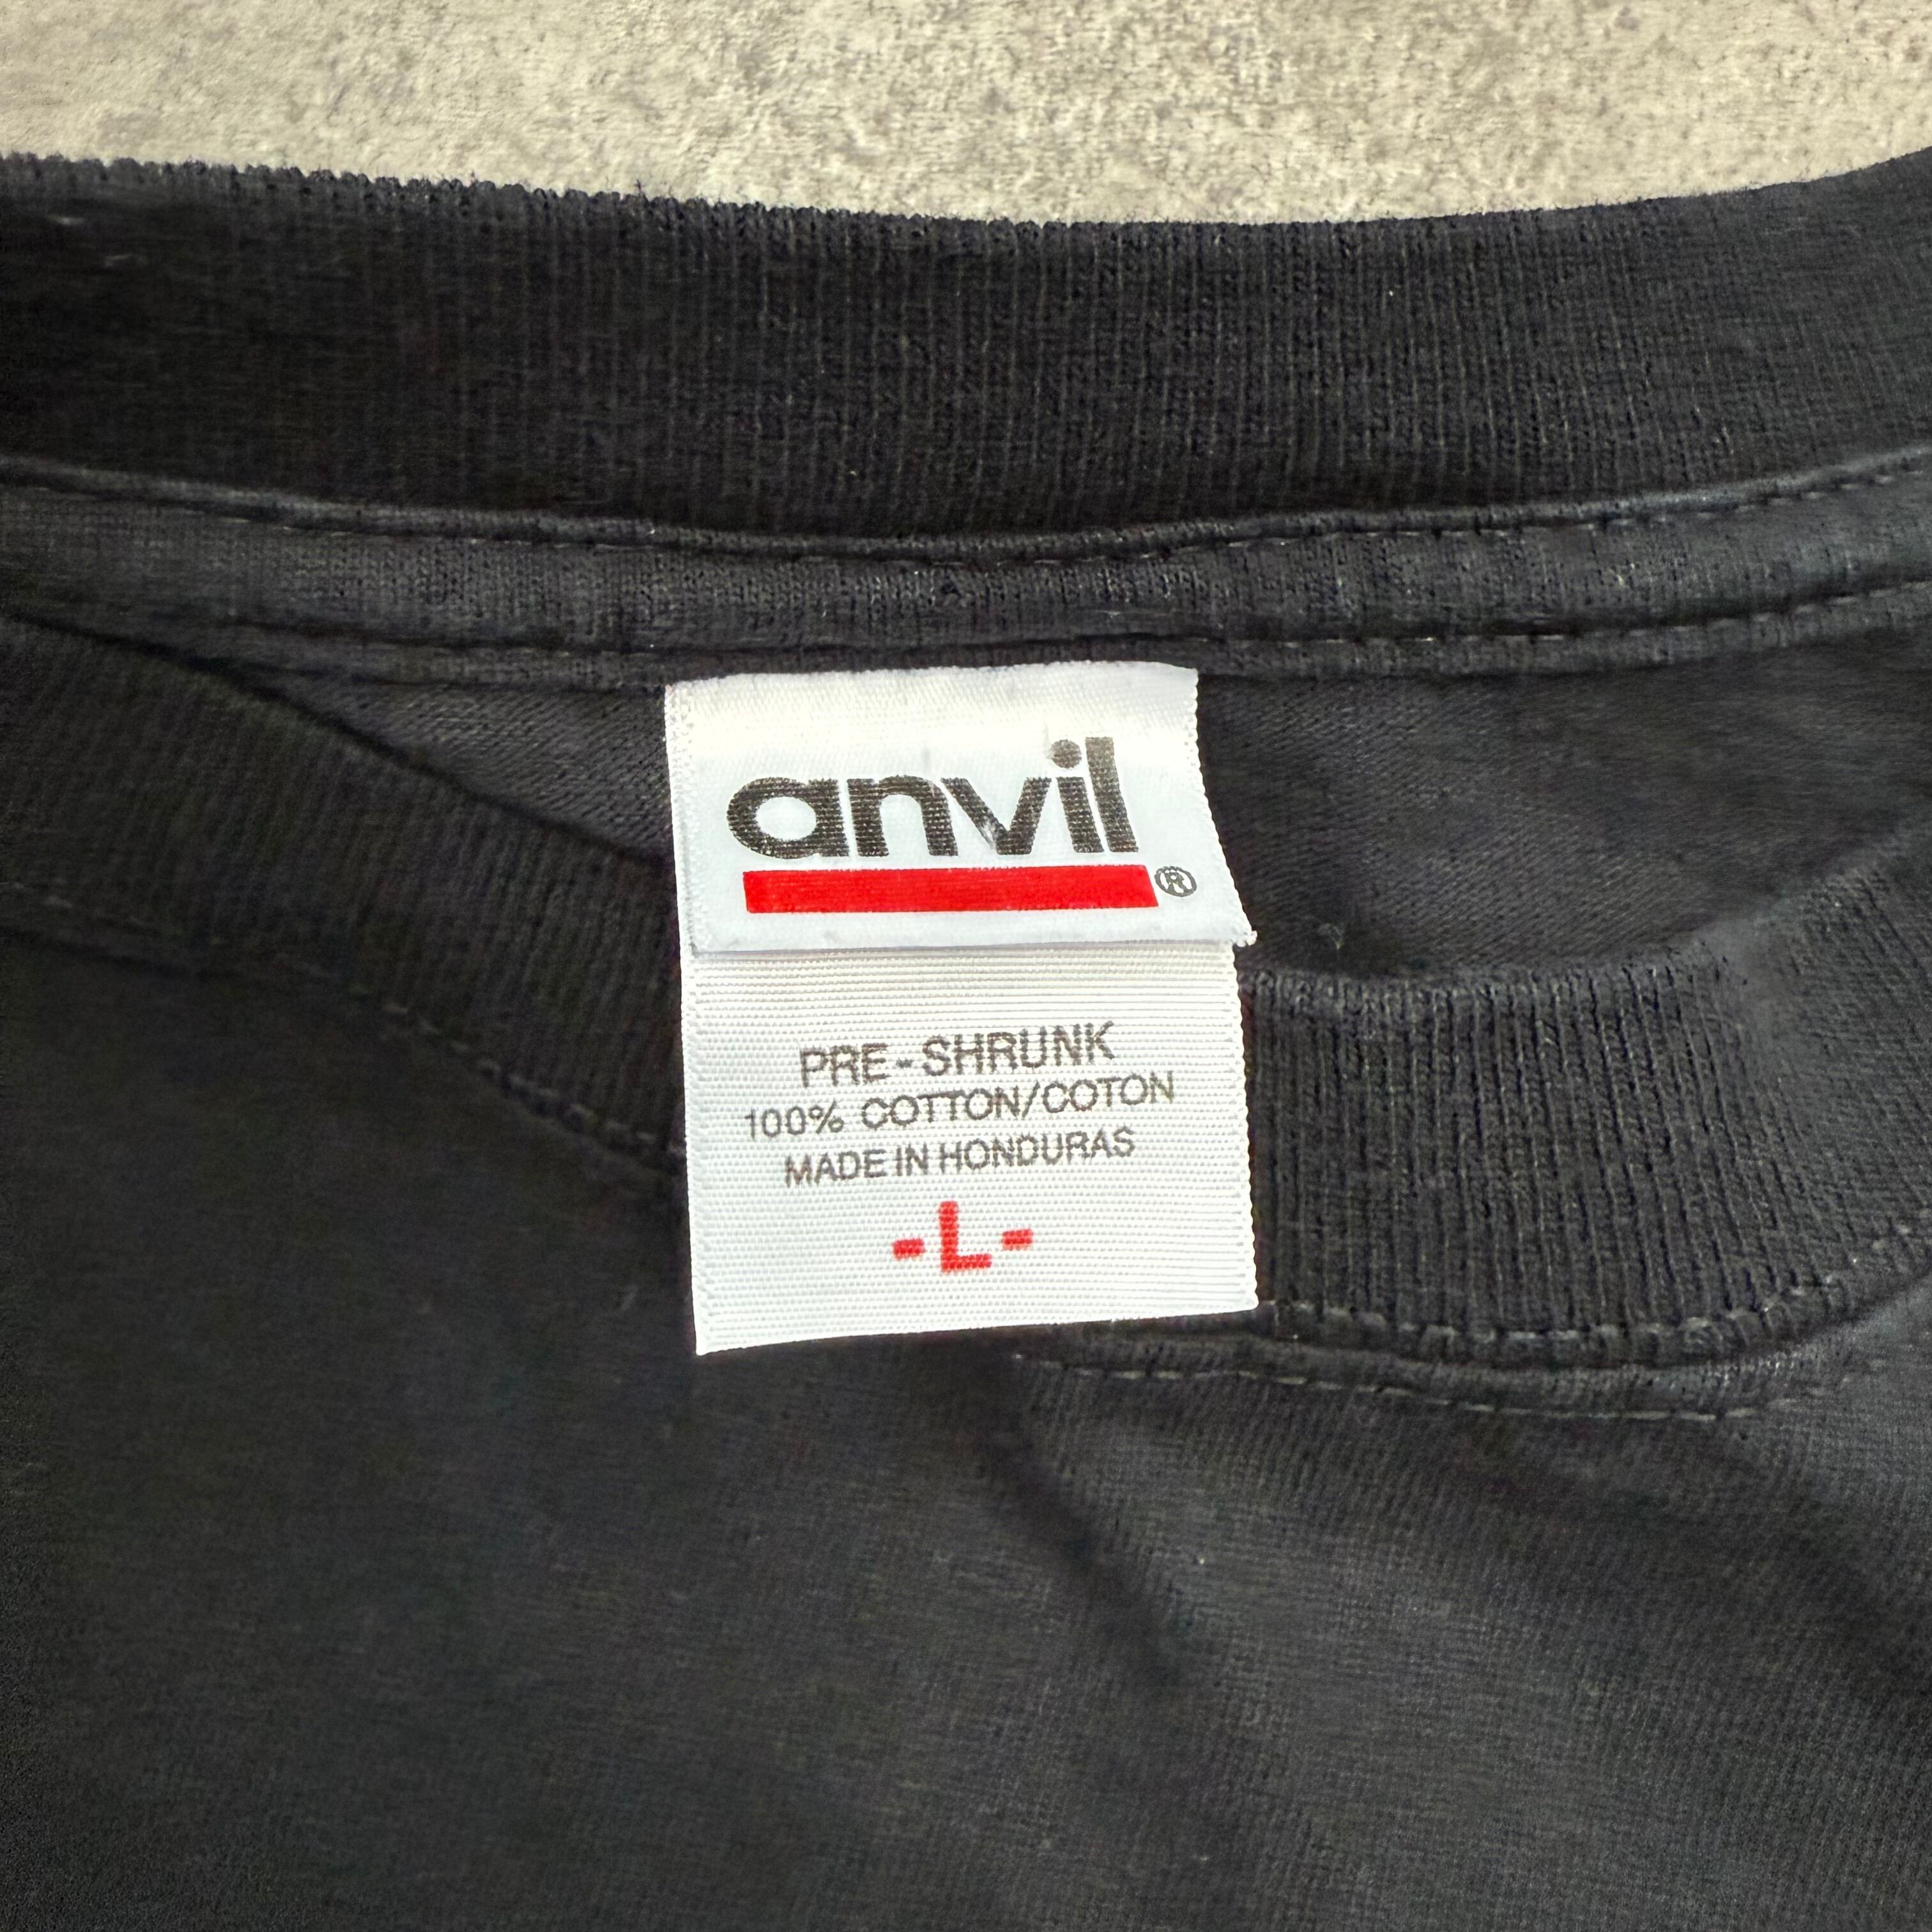 anvil®
PRE-SHRUNK
100% COTTON/COTON
MADE IN HONDURAS
-L-